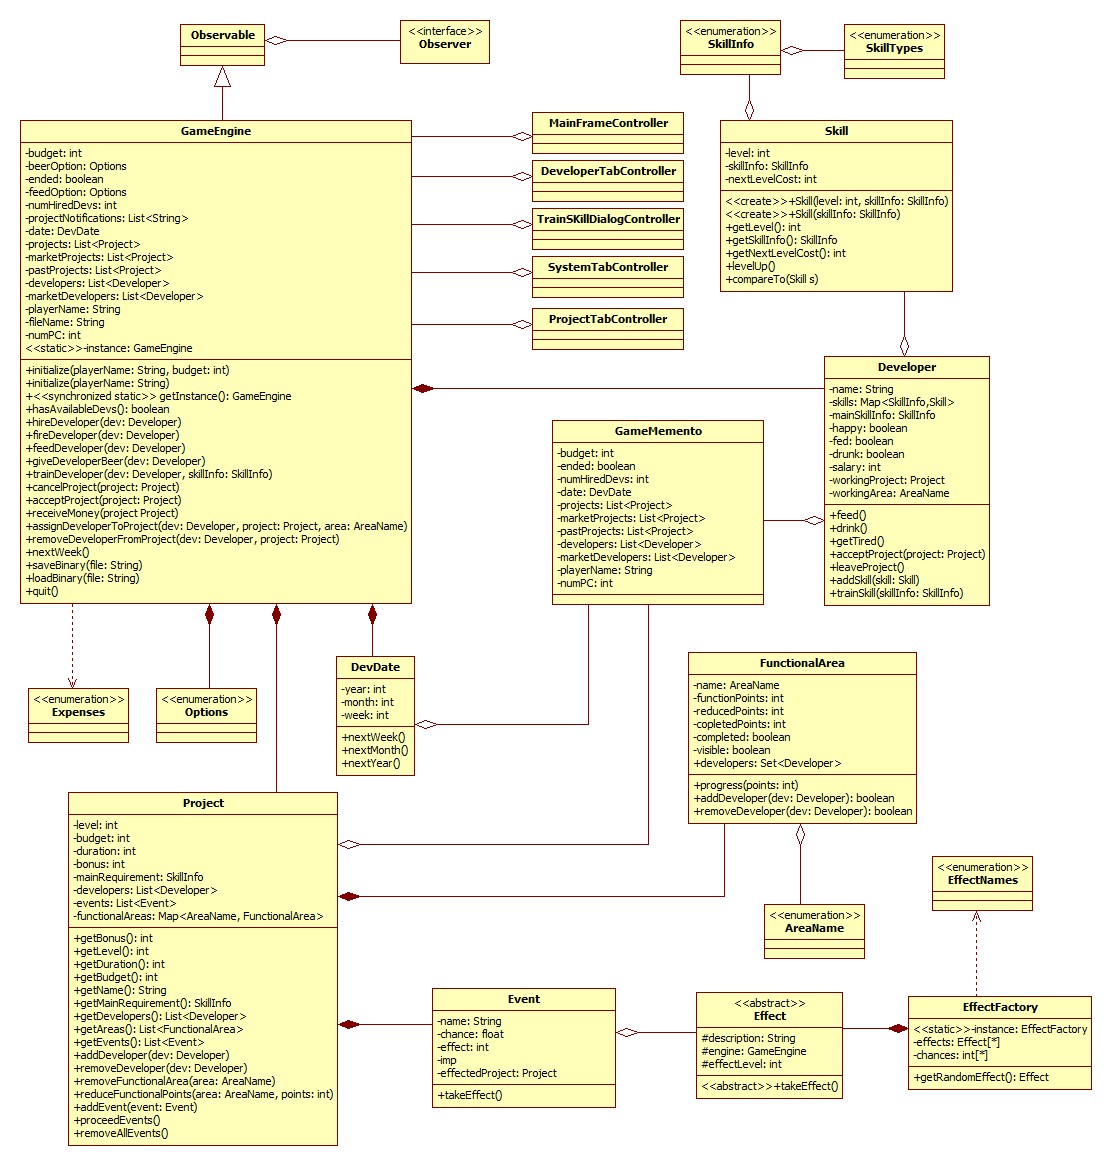 Observable
<<interface>>
Observer
<<enumeration>>
SkillInfo
<<enumeration>>
SkillTypes
GameEngine
-budget: int
-beerOption: Options
-ended: boolean
-feedOption: Options
-numHiredDevs: int
-projectNotifications: List<String>
-date: DevDate
-projects: List<Project>
-marketProjects: List<Project>
-pastProjects: List<Project>
-developers: List<Developer>
-marketDevelopers: List<Developer>
-playerName: String
-fileName: String
-numPC: int
<<static>>-instance: GameEngine
+initialize(playerName: String, budget: int)
+initialize(playerName: String)
+<<synchronized static>> getInstance(): GameEngine
+hasAvailableDevs(): boolean
+hireDeveloper(dev: Developer)
+fireDeveloper(dev: Developer)
+feedDeveloper(dev: Developer)
+giveDeveloperBeer(dev: Developer)
+trainDeveloper(dev: Developer, skillInfo: SkillInfo)
+cancelProject(project: Project)
+acceptProject(project: Project)
+receiveMoney(project Project)
+assignDeveloperToProject(dev: Developer, project: Project, area: AreaName)
+removeDeveloperFromProject(dev: Developer, project: Project)
+nextWeek()
+saveBinary(file: String)
+loadBinary(file: String)
+quit()
MainFrameController
DeveloperTabController
TrainSKillDialogController
SystemTabController
ProjectTabController
Skill
-level: int
-skillInfo: SkillInfo
-nextLevelCost: int
<<create>>+Skill(level: int, skillInfo: SkillInfo)
<<create>>+Skill(skillInfo: SkillInfo)
+getLevel(): int
+getSkillInfo(): SkillInfo
+getNextLevelCost(): int
+levelUp()
+compareTo(Skill s)
Developer
-name: String
-skills: Map<SkillInfo,Skill>
-mainSkillInfo: SkillInfo
-happy: boolean
-fed: boolean
-drunk: boolean
-salary: int
-workingProject: Project
-workingArea: AreaName
+feed()
+drink()
+getTired()
+acceptProject(project: Project)
+leaveProject()
+addSkill(skill: Skill)
+trainSkill(skillInfo: SkillInfo)
GameMemento
-budget: int
-ended: boolean
-numHiredDevs: int
-date: DevDate
-projects: List<Project>
-marketProjects: List<Project>
-pastProjects: List<Project>
-developers: List<Developer>
-marketDevelopers: List<Developer>
-playerName: String
-numPC: int
<<enumeration>>
Expenses
<<enumeration>>
Options
DevDate
-year: int
-month: int
-week: int
+nextWeek()
+nextMonth()
+nextYear()
FunctionalArea
-name: AreaName
-functionPoints: int
-reducedPoints: int
-copletedPoints: int
-completed: boolean
-visible: boolean
+developers: Set<Developer>
+progress(points: int)
+addDeveloper(dev: Developer): boolean
+removeDeveloper(dev: Developer): boolean
Project
-level: int
-budget: int
-duration: int
-bonus: int
-mainRequirement: SkillInfo
-developers: List<Developer>
-events: List<Event>
-functionalAreas: Map<AreaName, FunctionalArea>
+getBonus(): int
+getLevel(): int
+getDuration(): int
+getBudget(): int
+getName(): String
+getMainRequirement(): SkillInfo
+getDevelopers(): List<Developer>
+getAreas(): List<FunctionalArea>
+getEvents(): List<Event>
+addDeveloper(dev: Developer)
+removeDeveloper(dev: Developer)
+removeFunctionalArea(area: AreaName)
+reduceFunctionalPoints(area: AreaName, points: int)
+addEvent(event: Event)
+proceedEvents()
+removeAllEvents()
<<enumeration>>
AreaName
<<enumeration>>
EffectNames
Event
-name: String
-chance: float
-effect: int
-imp
-effectedProject: Project
+takeEffect()
<<abstract>>
Effect
#description: String
#engine: GameEngine
#effectLevel: int
<<abstract>>+takeEffect()
EffectFactory
<<static>>-instance: EffectFactory
-effects: Effect[*]
-chances: int[*]
+getRandomEffect(): Effect